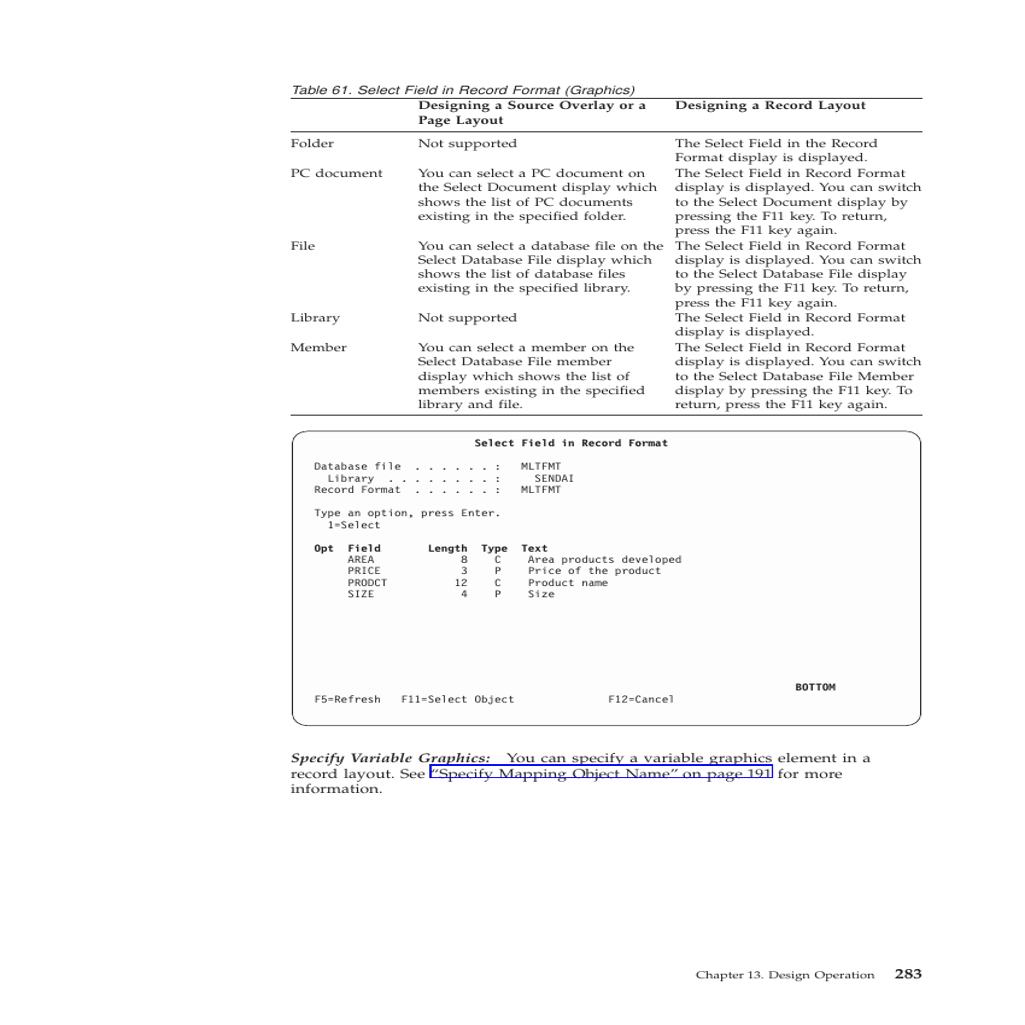 Table 61. Select Field in Record Format (Graphics)
Designing a Source Overlay or a Page Layout Designing a Record Layout
Folder Not supported The Select Field in the Record
Format display is displayed.
PC document You can select a PC document on The Select Field in Record Format
the Select Document display which display is displayed. You can switch
shows the list of PC documents to the Select Document display by
existing in the specified folder. pressing the F11 key. To return,
press the F11 key again.
File You can select a database file on the The Select Field in Record Format
Select Database File display which display is displayed. You can switch
shows the list of database files to the Select Database File display
existing in the specified library. by pressing the F11 key. To return,
press the F11 key again.
Library Not supported The Select Field in Record Format
display is displayed.
Member You can select a member on the The Select Field in Record Format
Select Database File member display is displayed. You can switch
display which shows the list of to the Select Database File Member
members existing in the specified display by pressing the F11 key. To
library and file. return, press the F11 key again.
Select Field in Record Format
Database file . . . . . . : MLTFMT
Library . . . . . . . . : SENDAI
Record Format . . . . . . : MLTFMT
Type an option, press Enter.
1=Select
Opt Field Length Type Text
AREA 8 C Area products developed
PRICE 3 P Price of the product
PRODCT 12 C Product name
SIZE 4 P Size
BOTTOM
F5=Refresh F11=Select Object F12=Cancel
Specify Variable Graphics: You can specify a variable graphics element in a
record layout. See “Specify Mapping Object Name” on page 191 for more
information.
Chapter 13. Design Operation 283